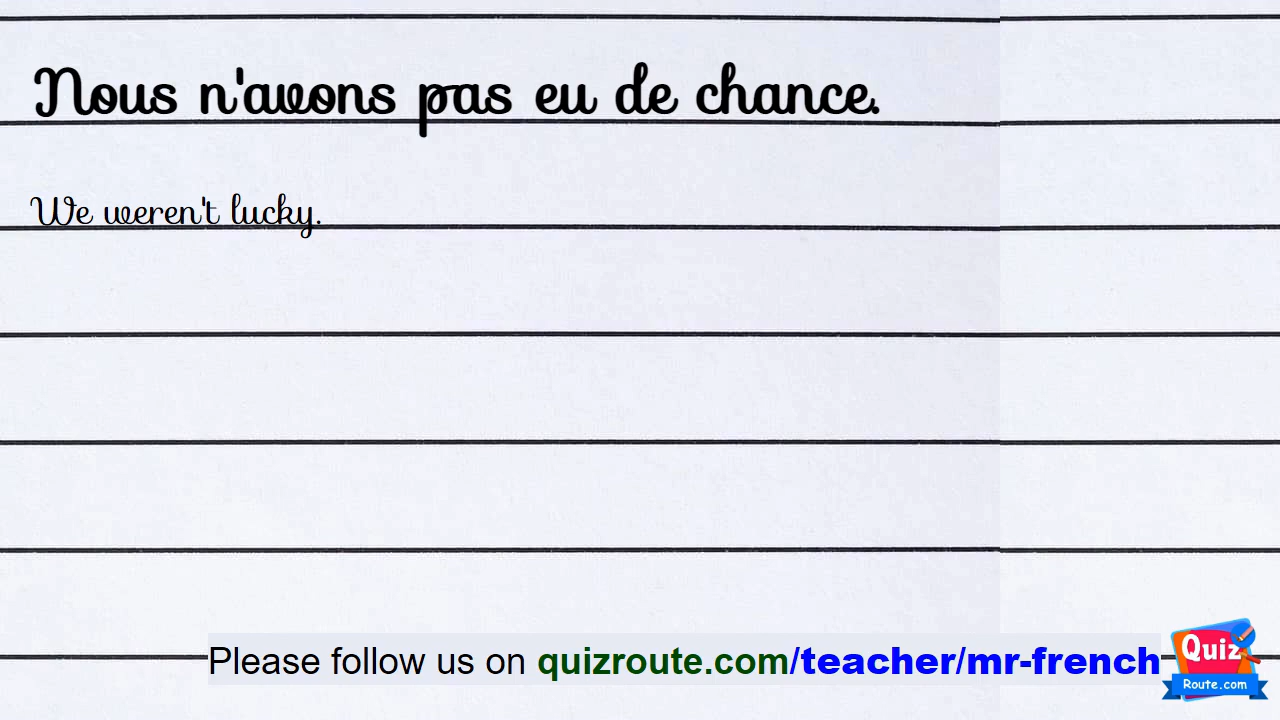 Nous n'avons pas eu de chance.
We weren't lucky.
Please follow us on quizroute.com/teacher/mr-french
Quiz
Route.com